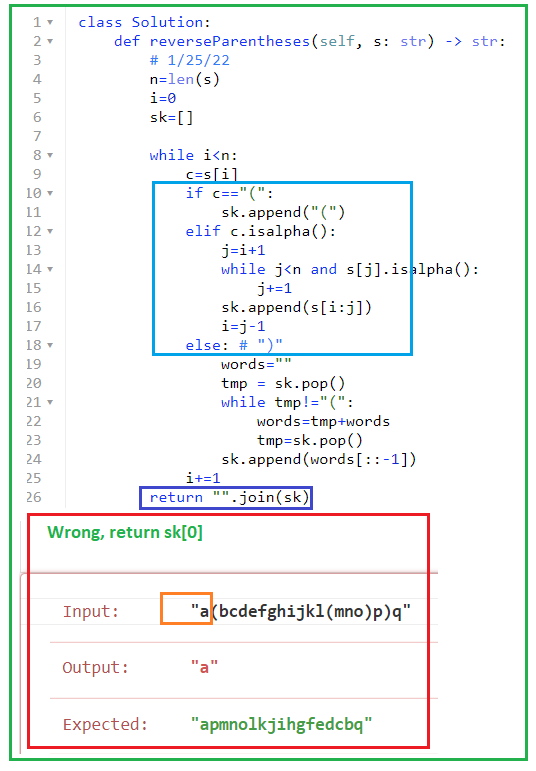 1 class Solution:
2 def reverseParentheses(self, s: str) -> str:
3 # 1/25/22
4 n=len(s)
5 i=0
6 sk=[]
7
8 while i<n:
9 c=s[i]
10 if c=="(":
11 sk.append("(")
12 elif c.isalpha():
13 j=i+1
14 while j<n and s[j].isalpha():
15 j+=1
16 sk.append(s[i:j])
17 i=j-1
18 else: # ")"
19 words=""
20 tmp = sk.pop()
21 while tmp!="(":
22 words=tmp+words
23 tmp=sk.pop()
24 sk.append(words[::-1])
25 i+=1
26 return "".join(sk)
Wrong, return sk[0]
Input: "a(bcdefghijkl(mno)p)q"
Output: "a"
Expected: "apmnolkjihgfedcbq"